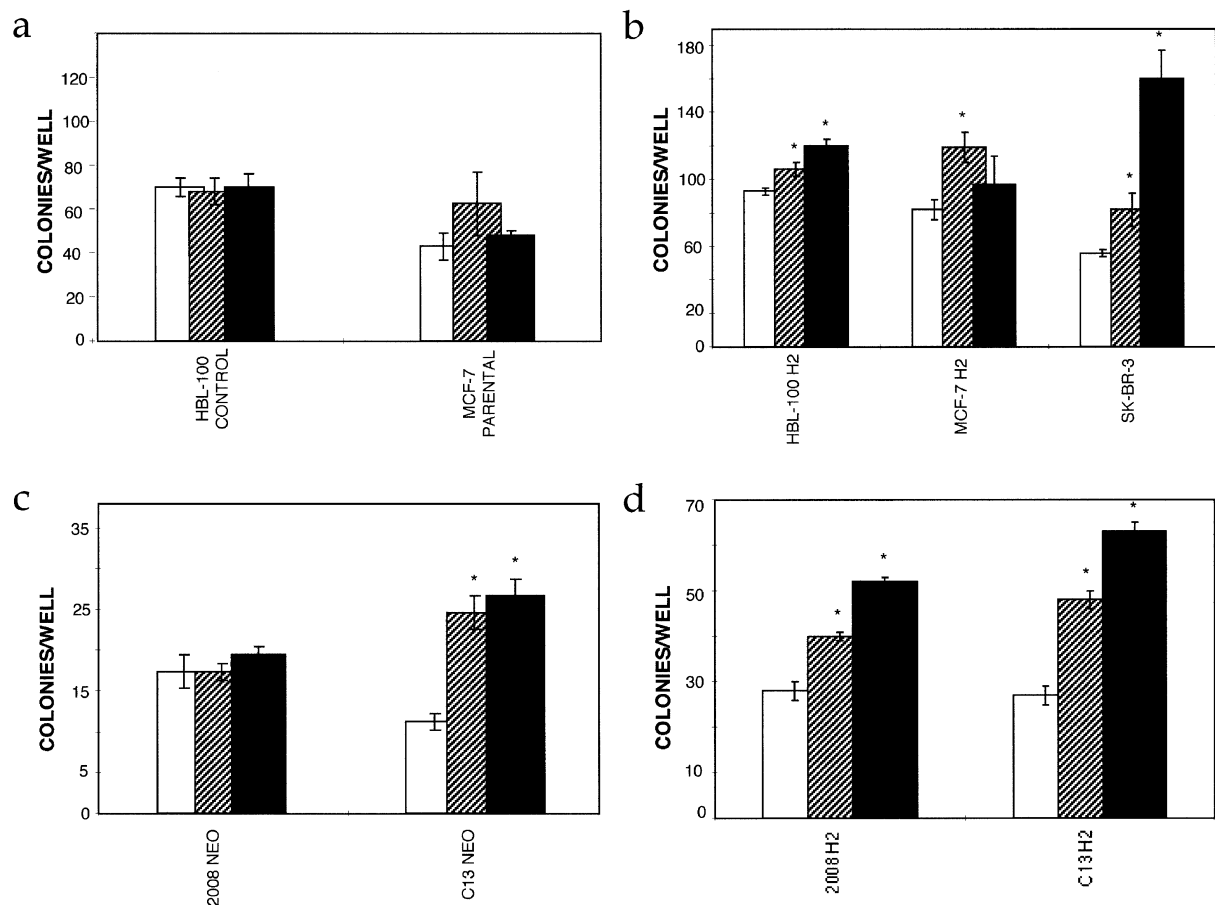 a
COLONIES/WELL
120
100
80
60
40
20
0
HBL-100
CONTROL
MCF-7
PARENTAL
b
COLONIES/WELL
180
140
100
60
20
0
*
*
*
*
*
HBL-100 H2
MCF-7 H2
SK-BR-3
c
COLONIES/WELL
35
25
15
5
0
*
*
2008 NEO
C13 NEO
d
COLONIES/WELL
70
50
30
10
0
*
*
*
*
2008 H2
C13 H2